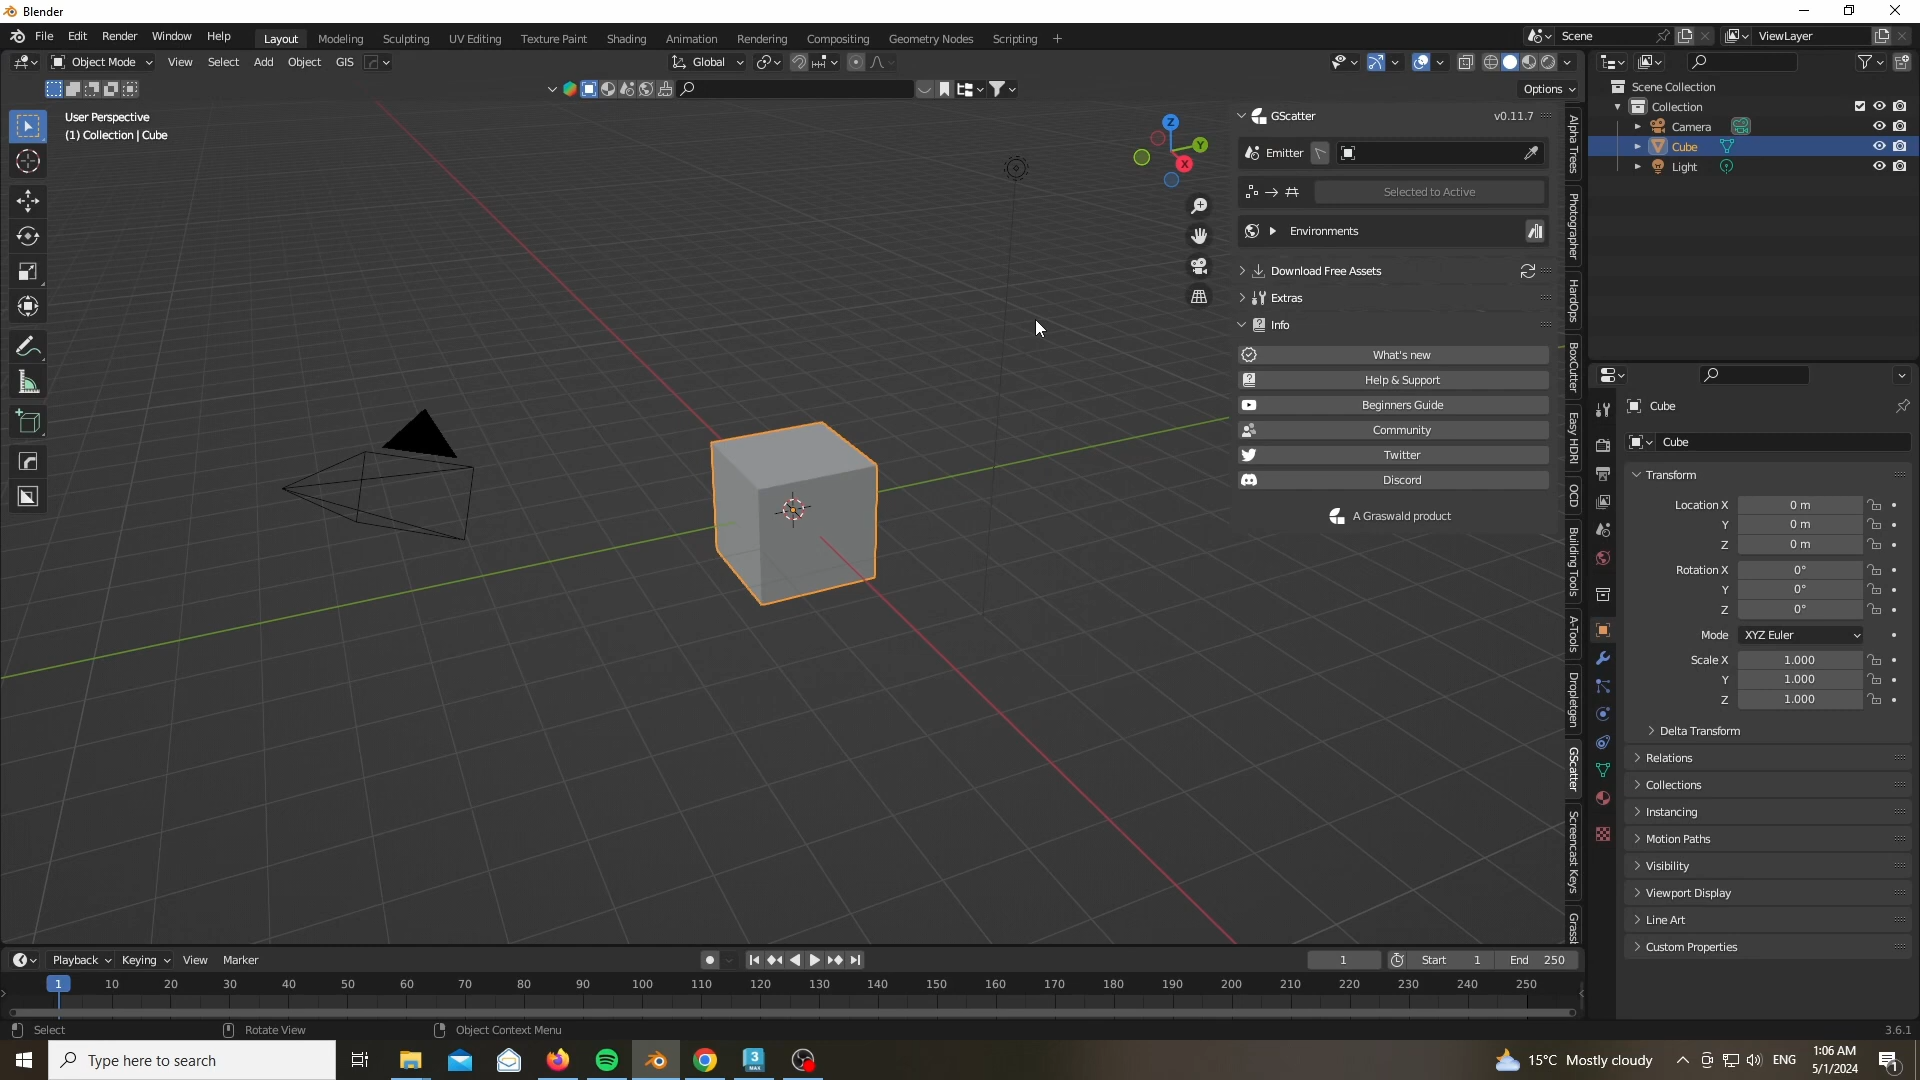 Blender
File Edit Render Window Help Layout Modeling Sculpting UV Editing Texture Paint Shading Animation Rendering Compositing Geometry Nodes Scripting + Scene ViewLayer
Object Mode View Select Add Object GIS Global
Options
User Perspective
(1) Collection | Cube
Z
Y
X
GScatter v0.11.7
Emitter
Selected to Active
Environments
Download Free Assets
Extras
Info
What's new
Help & Support
Beginners Guide
Community
Twitter
Discord
A Graswald product
Alpha Trees
Photographer
HardOps
BoxCutter
Easy HDRI
OCD
Building Tools
A-Tools
Dropletgen
GScatter
Screencast Keys
Scene Collection
Collection
Camera
Cube
Light
Cube
Cube
Transform
Location X 0 m
Y 0 m
Z 0 m
Rotation X 0°
Y 0°
Z 0°
Mode XYZ Euler
Scale X 1.000
Y 1.000
Z 1.000
Delta Transform
Relations
Collections
Instancing
Motion Paths
Visibility
Viewport Display
Line Art
Custom Properties
Playback Keying View Marker 1 Start 1 End 250
1 10 20 30 40 50 60 70 80 90 100 110 120 130 140 150 160 170 180 190 200 210 220 230 240 250
Select Rotate View Object Context Menu 3.6.1
Type here to search 15°C Mostly cloudy ENG
1:06 AM
5/1/2024